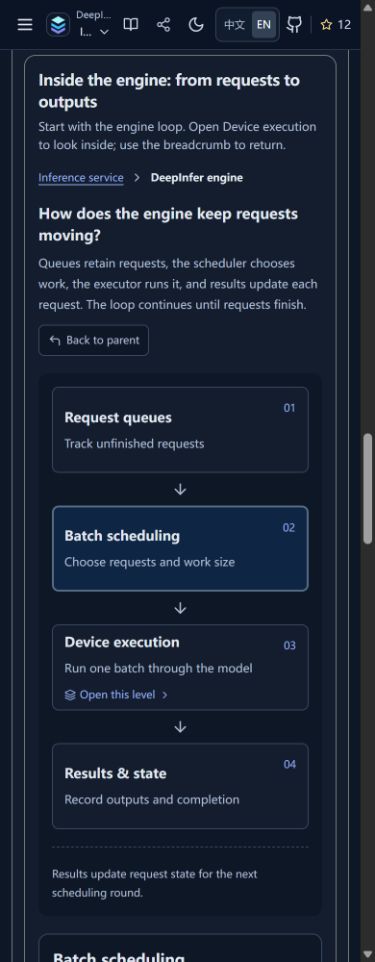 DeepI...
I...
中文
EN
12
Inside the engine: from requests to
outputs
Start with the engine loop. Open Device execution
to look inside; use the breadcrumb to return.
Inference service > DeepInfer engine
How does the engine keep requests
moving?
Queues retain requests, the scheduler chooses
work, the executor runs it, and results update each
request. The loop continues until requests finish.
Back to parent
Request queues
01
Track unfinished requests
Batch scheduling
02
Choose requests and work size
Device execution
03
Run one batch through the model
Open this level >
Results & state
04
Record outputs and completion
Results update request state for the next
scheduling round.
Batch scheduling